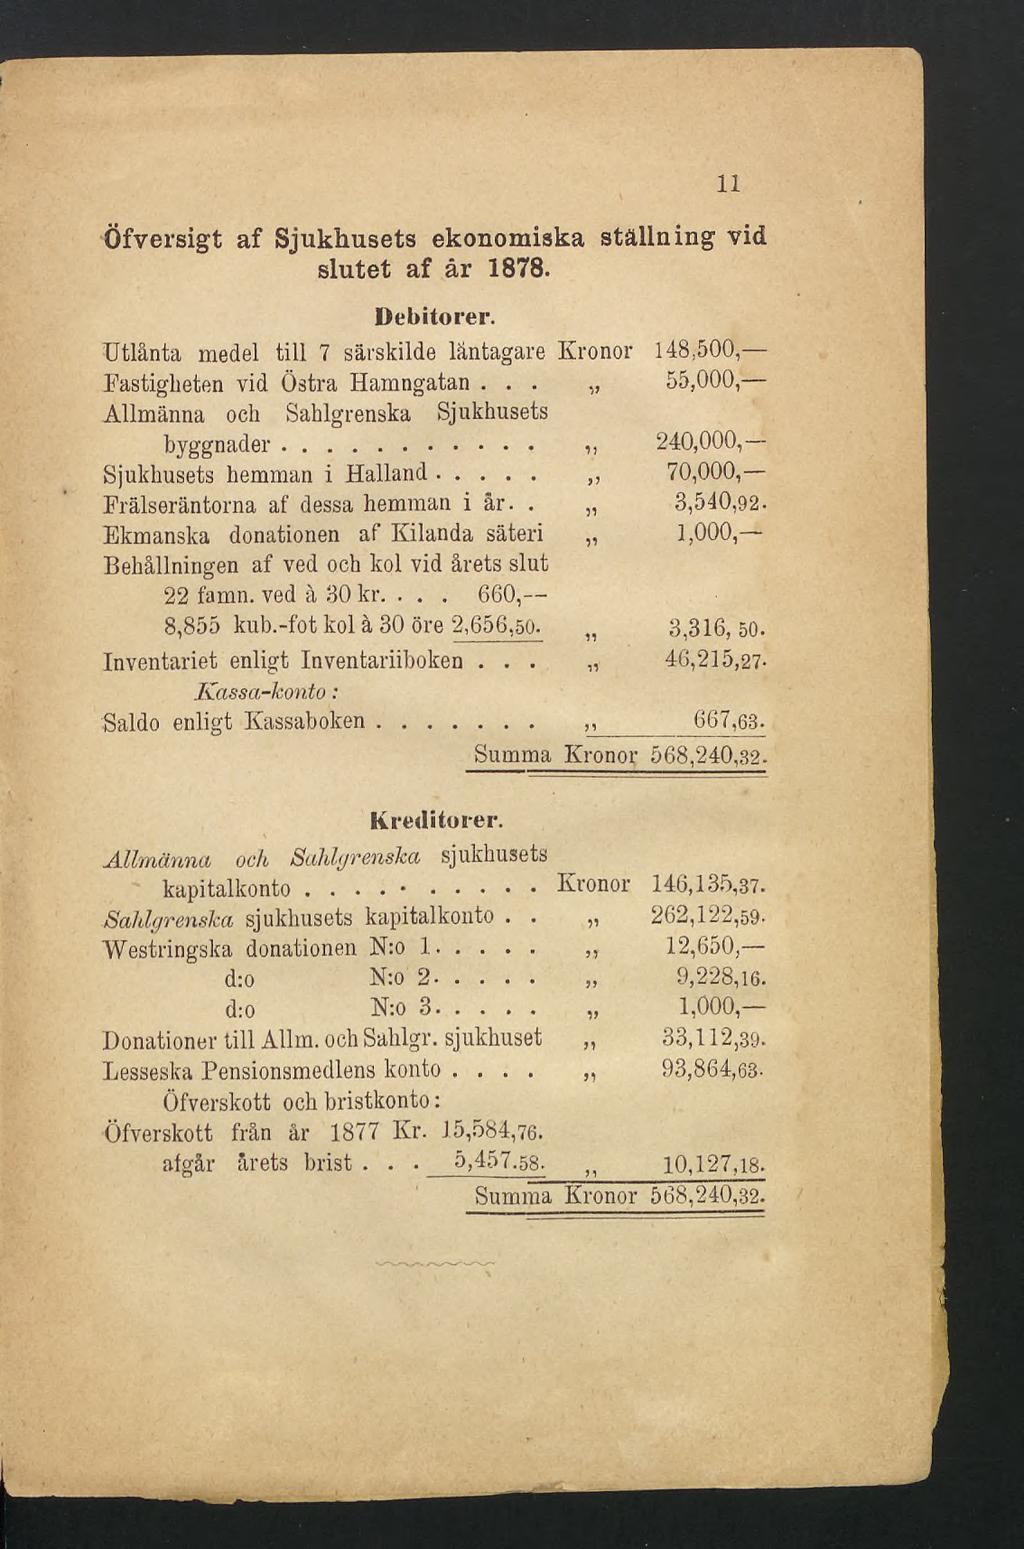 11
Öfversigt af Sjukhusets ekonomiska ställning vid
slutet af år 1878.
Debitorer.
Utlånta medel till 7 särskilde låntagare Kronor 148,500,—
Fastigheten vid Östra Hamngatan . . . „ 55,000,—
Allmänna och Sahlgrenska Sjukhusets
byggnader . . . . . . . . . . . „ 240,000,—
Sjukhusets hemman i Halland . . . . . „ 70,000,—
Frälseräntorna af dessa hemman i år. . „ 3,540,92.
Ekmanska donationen af Kilanda säteri „ 1,000,—
Behållningen af ved och kol vid årets slut
22 famn. ved à 30 kr. . . . 660,—
8,855 kub.-fot kol à 30 öre 2,656,50. „ 3,316, 50.
Inventariet enligt Inventariiboken . . . „ 46,215,27.
Kassa-konto:
Saldo enligt Kassaboken . . . . . . . „ 667,63.
Summa Kronor 568,240,32.
Kreditorer.
Allmänna och Sahlgrenska sjukhusets
kapitalkonto . . . . . . . . . . Kronor 146,135,37.
Sahlgrenska sjukhusets kapitalkonto . . „ 262,122,59.
Westringska donationen N:o 1. . . . . „ 12,650,—
d:o N:o 2. . . . . „ 9,228,16.
d:o N:o 3. . . . . „ 1,000,—
Donationer till Allm. och Sahlgr. sjukhuset „ 33,112,39.
Lesseska Pensionsmedlens konto . . . . „ 93,864,63.
Öfverskott och bristkonto:
Öfverskott från år 1877 Kr. 15,584,76.
afgår årets brist . . . 5,457.58. „ 10,127,18.
Summa Kronor 568,240,32.